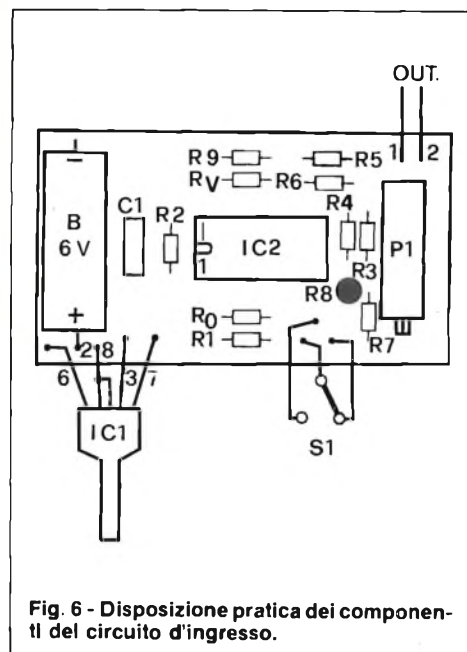 OUT.
1 2
R9 R5
RV R6
B
6V
C1
R2
R4
IC2
1
P1
R3
R8
R0
R1
R7
2 8
6 3 7
IC1
S1
Fig. 6 - Disposizione pratica dei componen-
ti del circuito d'ingresso.